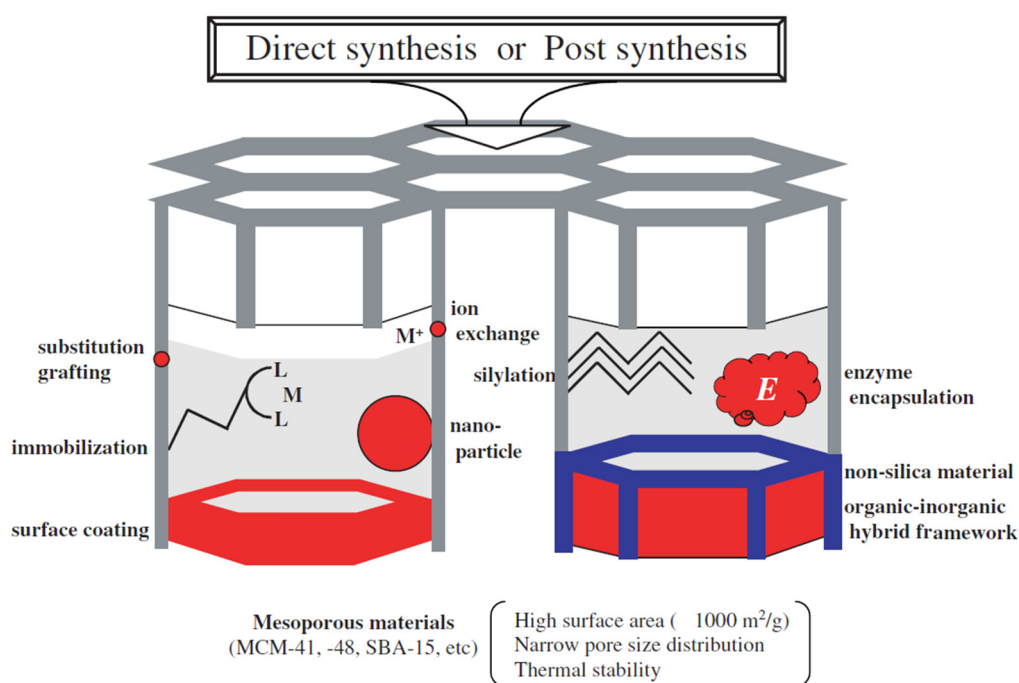 Direct synthesis or Post synthesis
ion
exchange
M⁺
substitution
grafting
L
M
L
silylation
E
enzyme
encapsulation
immobilization
nano-
particle
non-silica material
surface coating
organic-inorganic
hybrid framework
Mesoporous materials
(MCM-41, -48, SBA-15, etc)
High surface area ( 1000 m²/g)
Narrow pore size distribution
Thermal stability